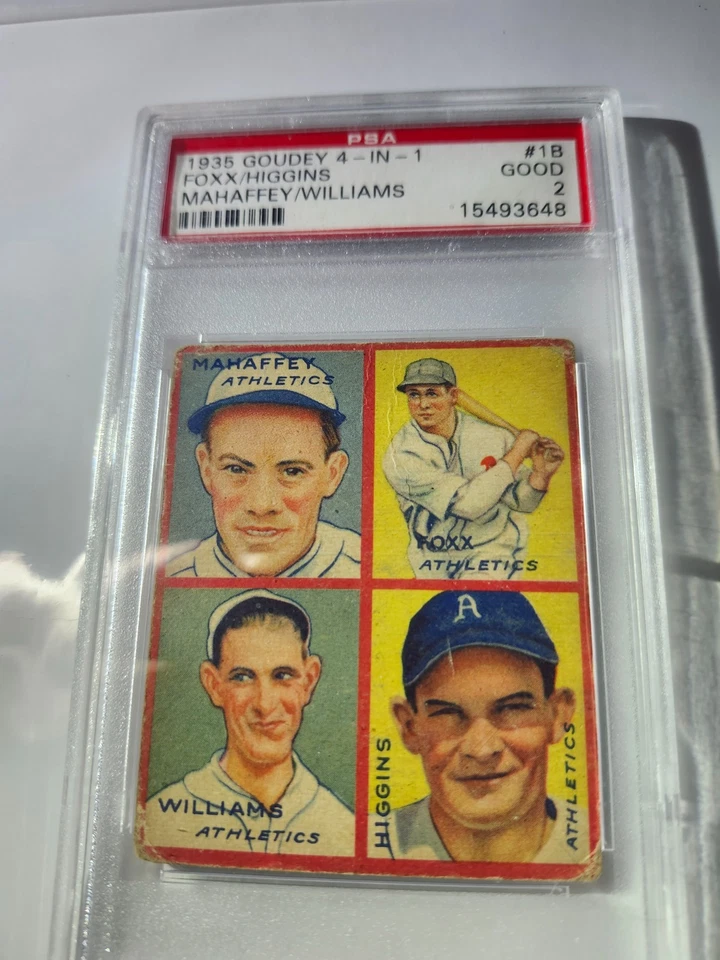 PSA
1935 GOUDEY 4-IN-1 #1B
FOXX/HIGGINS GOOD
MAHAFFEY/WILLIAMS 2
15493648
MAHAFFEY
ATHLETICS
FOXX
ATHLETICS
WILLIAMS
ATHLETICS
A
HIGGINS
ATHLETICS